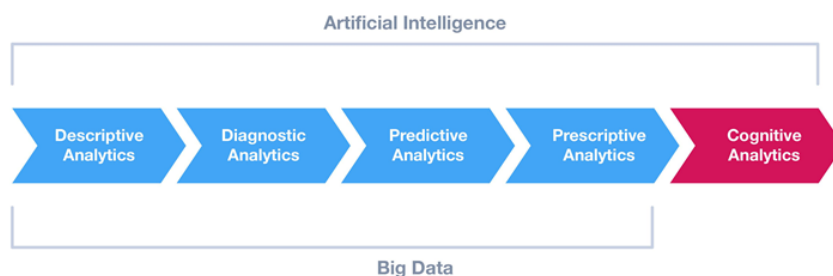 Artificial Intelligence
Descriptive
Analytics
Diagnostic
Analytics
Predictive
Analytics
Prescriptive
Analytics
Cognitive
Analytics
Big Data